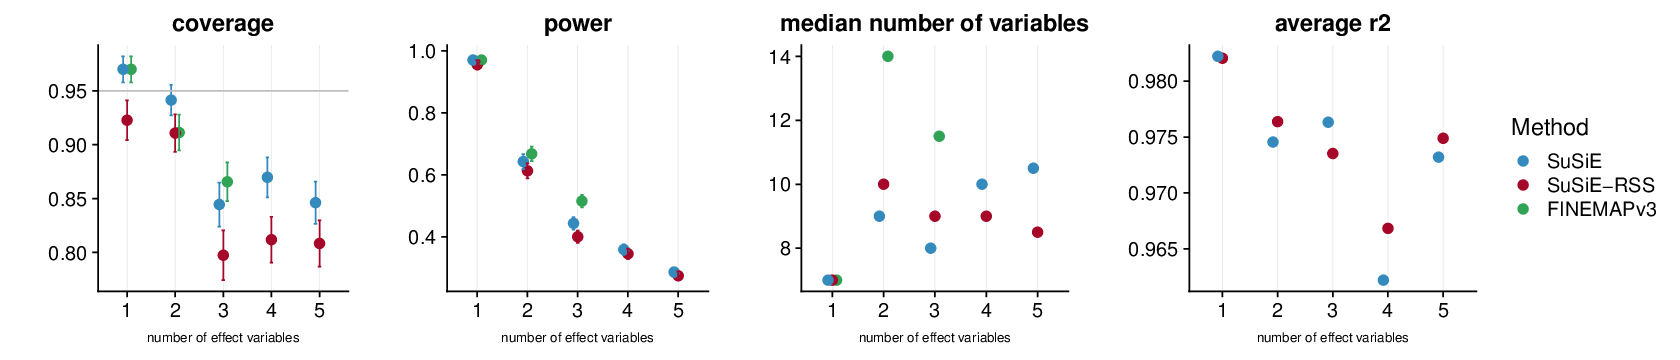 coverage
0.95
0.90
0.85
0.80
1 2 3 4 5
number of effect variables
power
1.0
0.8
0.6
0.4
1 2 3 4 5
number of effect variables
median number of variables
14
12
10
8
1 2 3 4 5
number of effect variables
average r2
0.980
0.975
0.970
0.965
1 2 3 4 5
number of effect variables
Method
SuSiE
SuSiE−RSS
FINEMAPv3